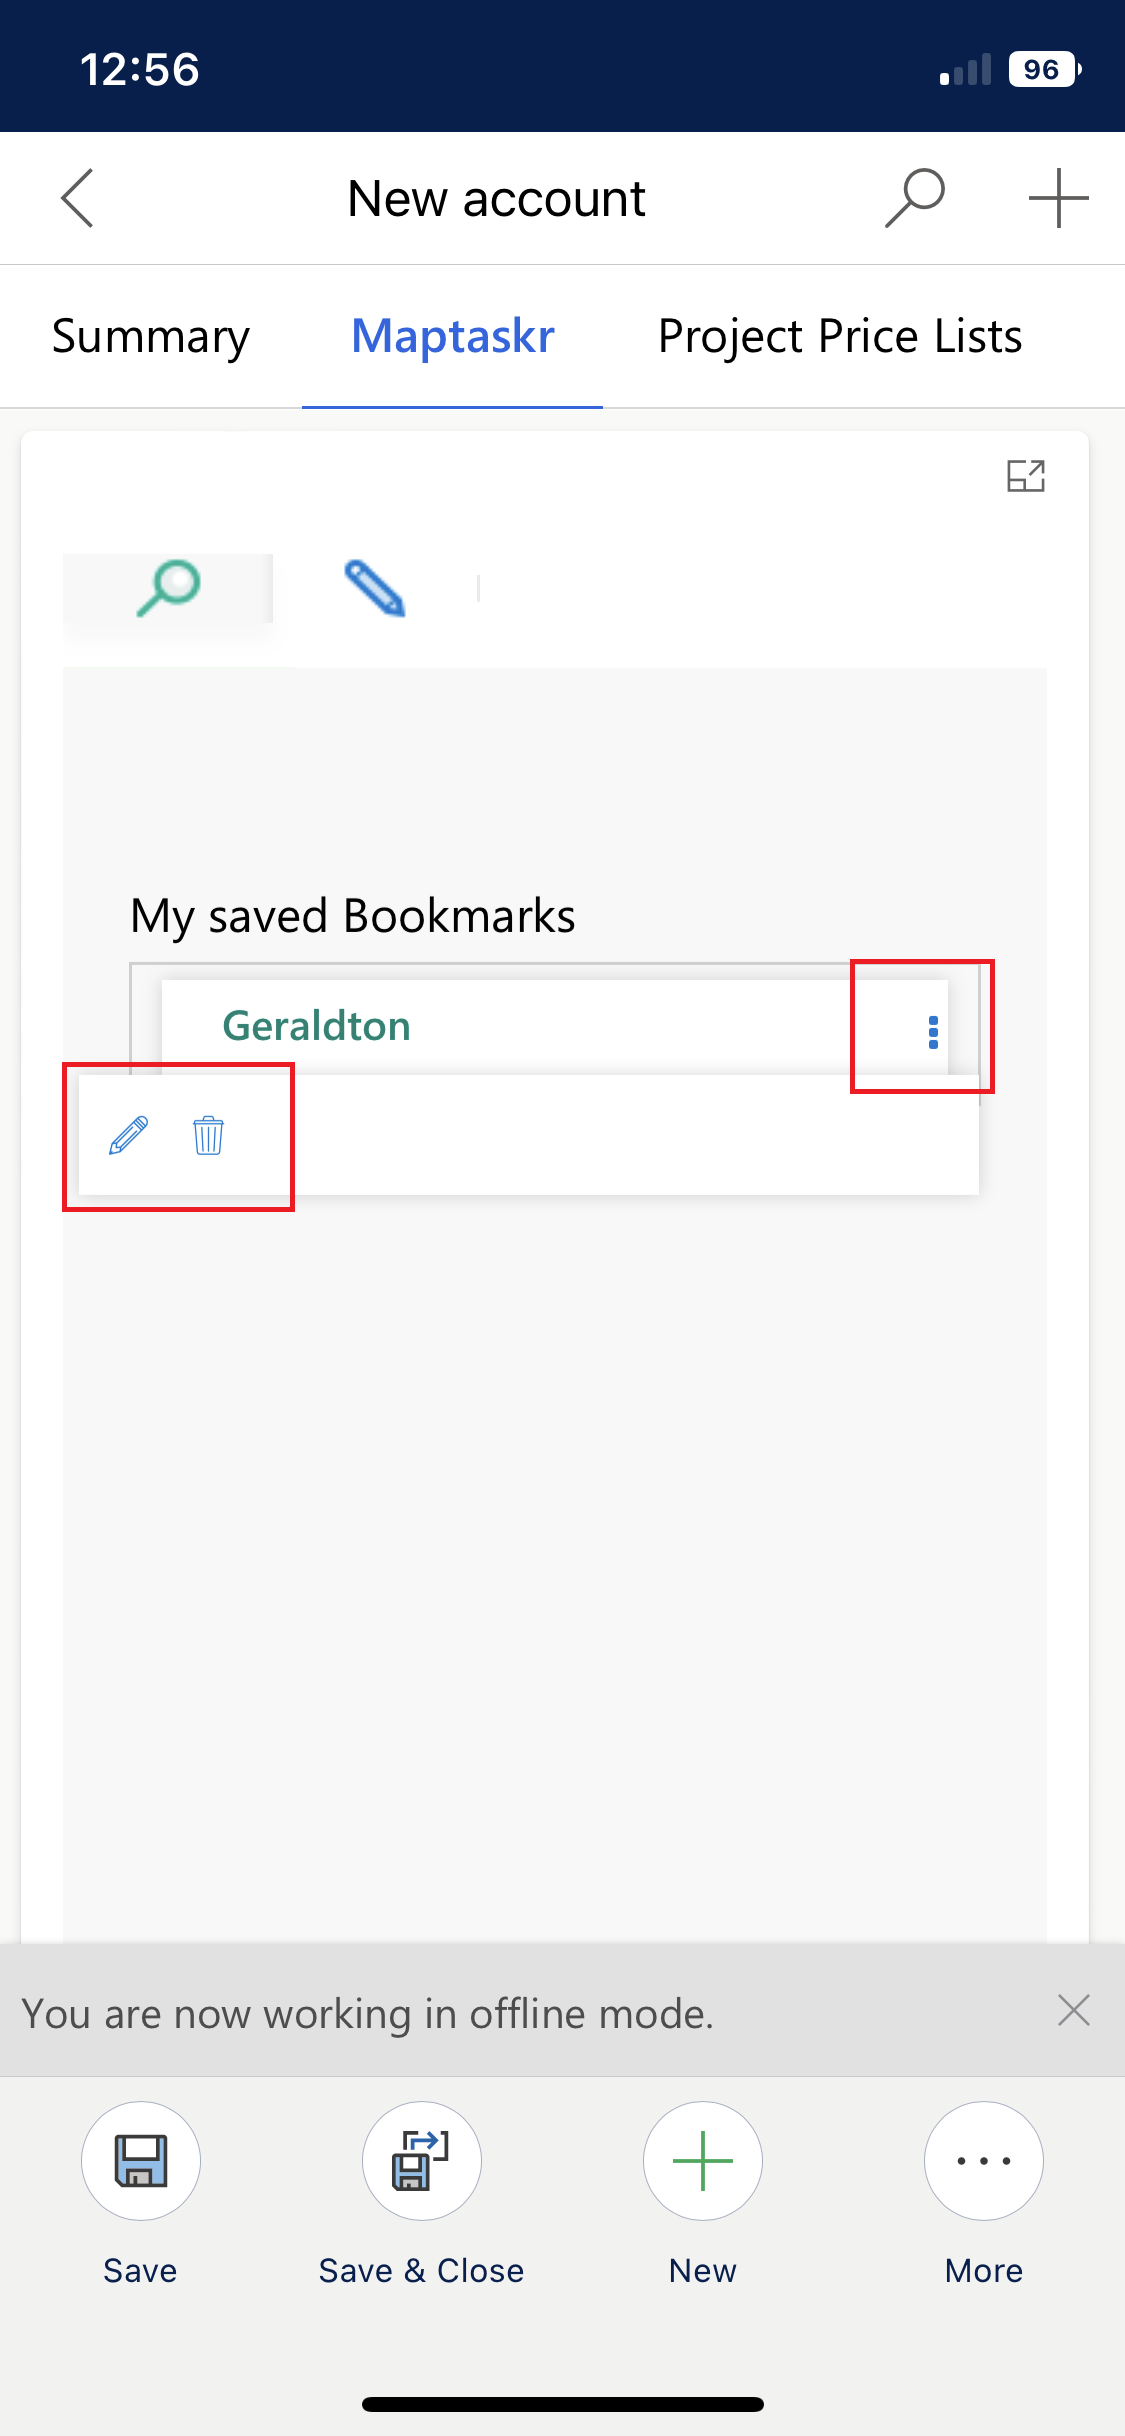 12:56
96
New account
Summary Maptaskr Project Price Lists
My saved Bookmarks
Geraldton
You are now working in offline mode.
Save Save & Close New More